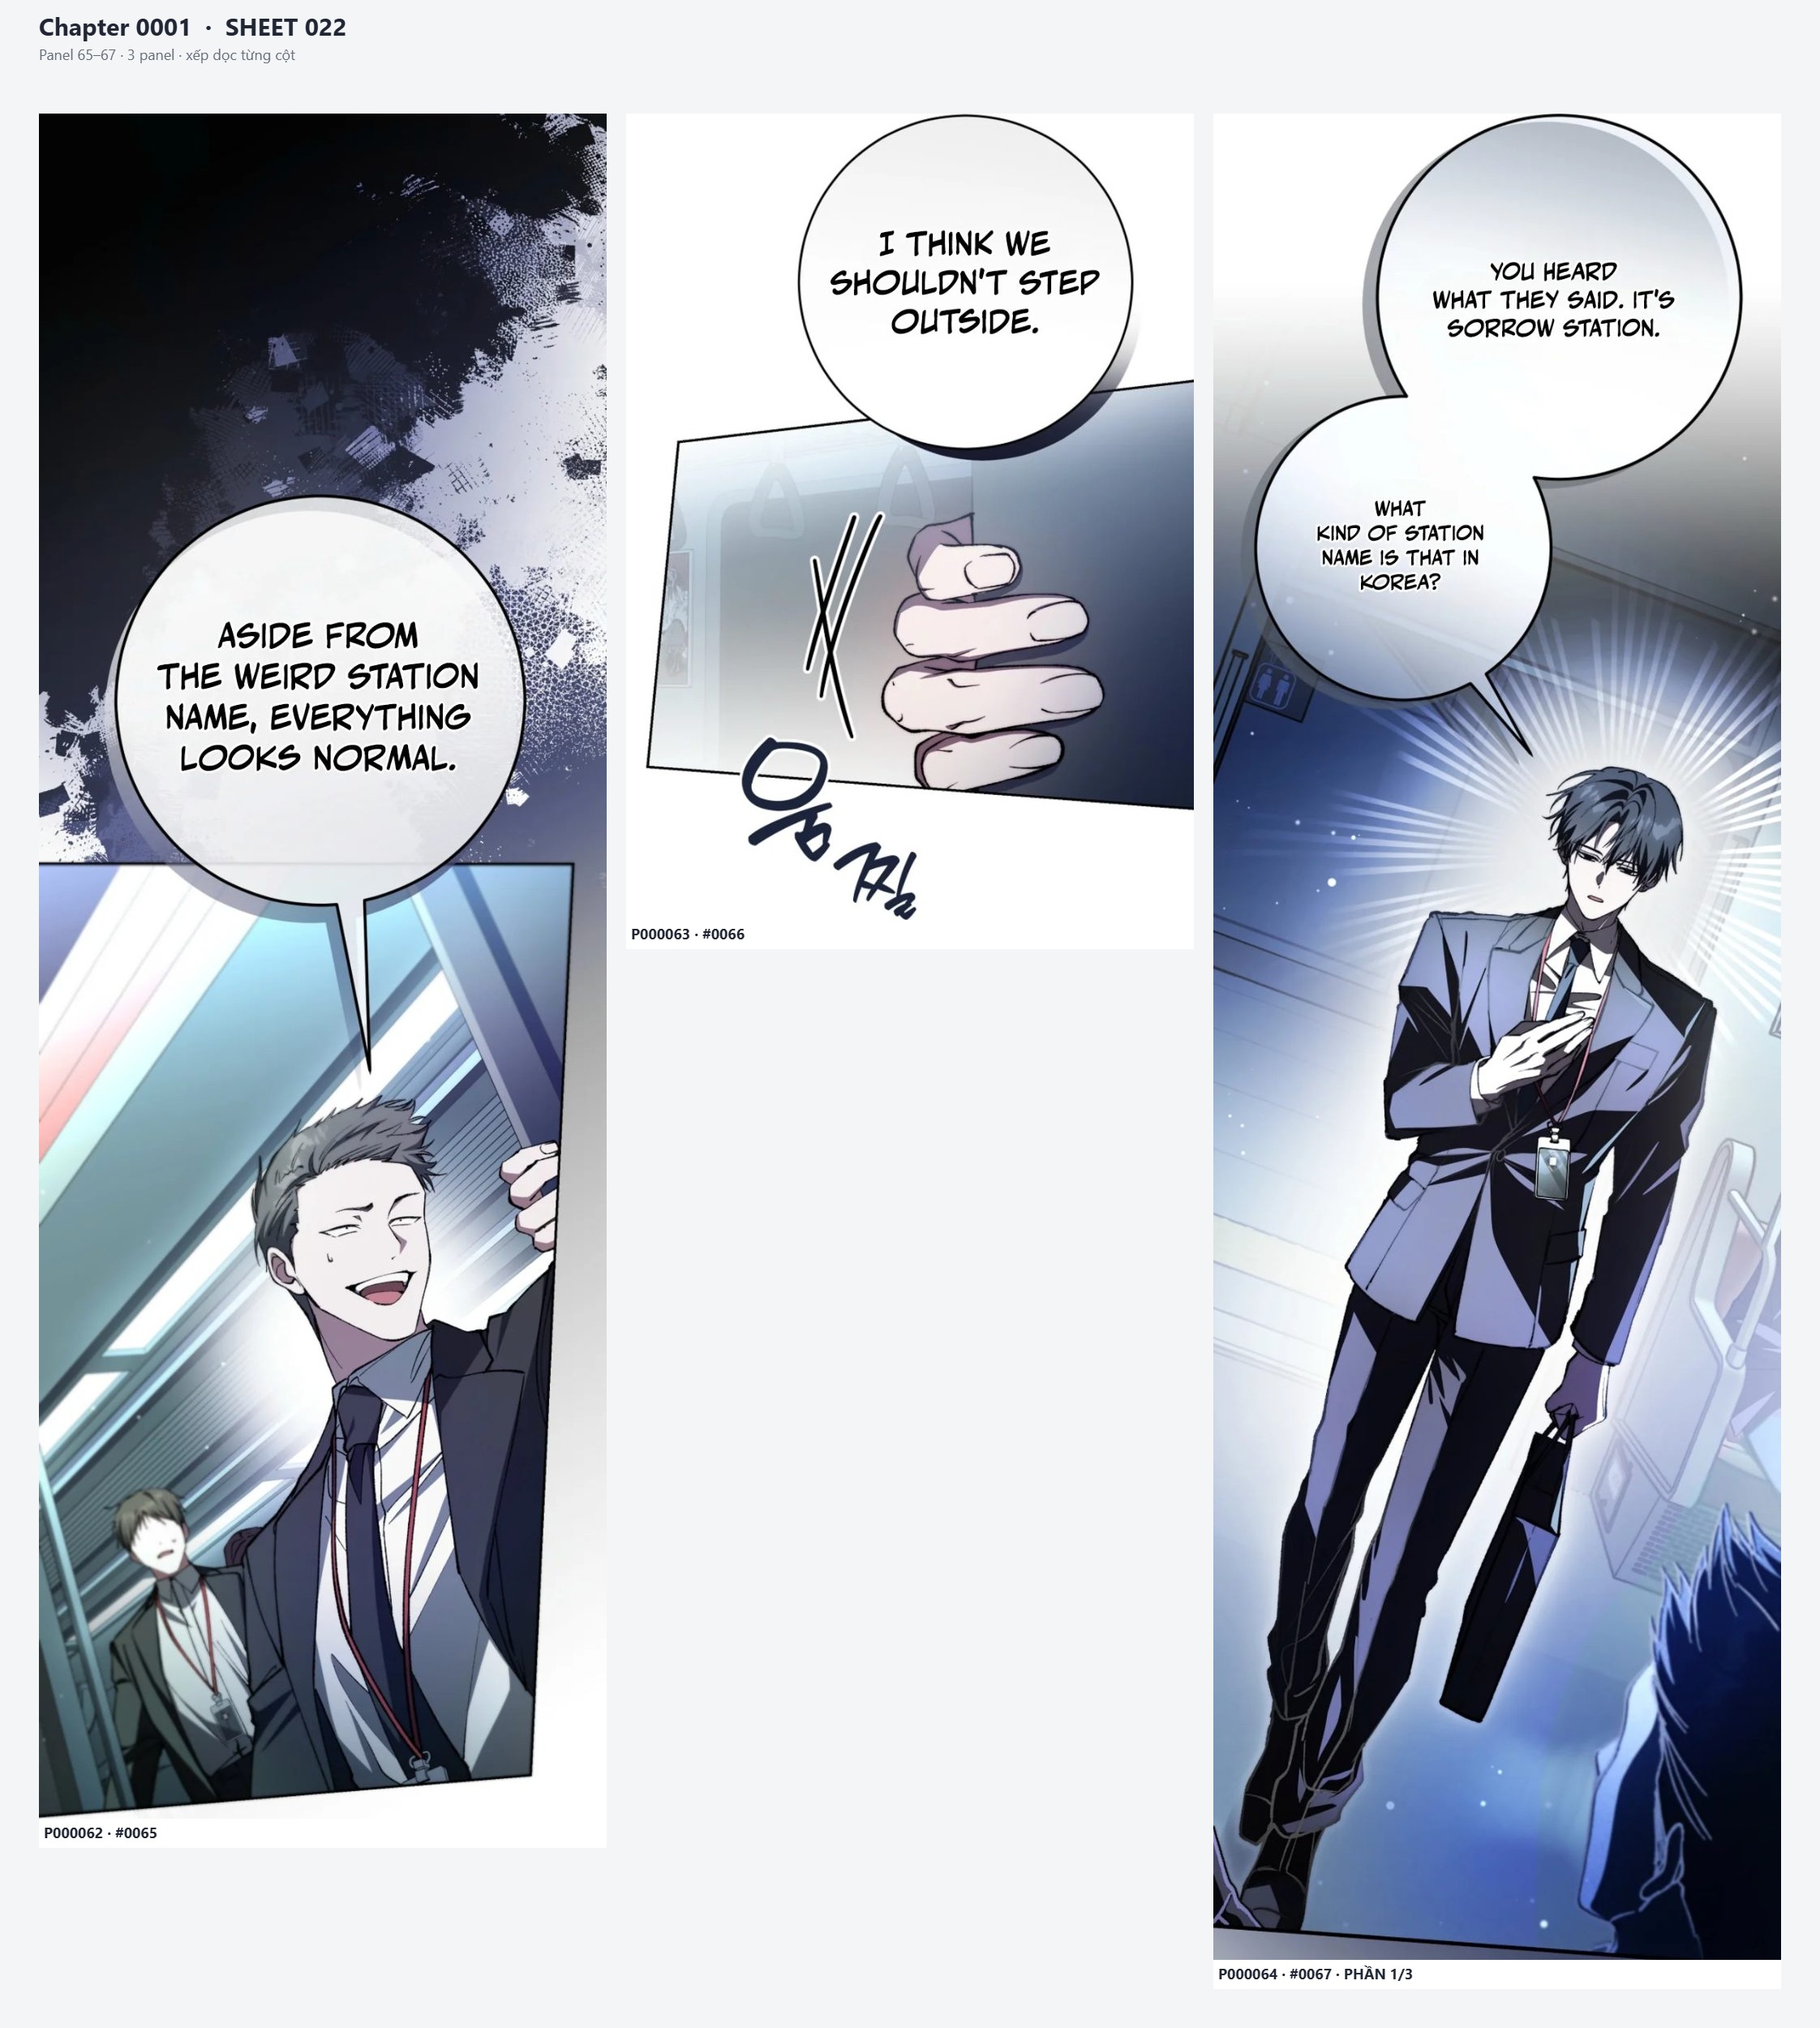 Chapter 0001 · SHEET 022
Panel 65–67 · 3 panel · xếp dọc từng cột
ASIDE FROM
THE WEIRD STATION
NAME, EVERYTHING
LOOKS NORMAL.
P000062 · #0065
I THINK WE
SHOULDN'T STEP
OUTSIDE.
움찔
P000063 · #0066
YOU HEARD
WHAT THEY SAID. IT'S
SORROW STATION.
WHAT
KIND OF STATION
NAME IS THAT IN
KOREA?
P000064 · #0067 · PHẦN 1/3